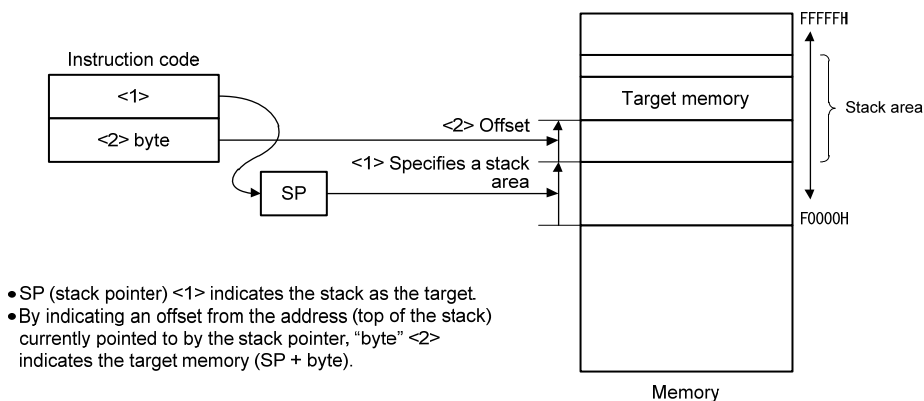 FFFFFH
Instruction code
<1>
Target memory
Stack area
<2> Offset
<2> byte
<1> Specifies a stack
area
SP
F0000H
• SP (stack pointer) <1> indicates the stack as the target.
• By indicating an offset from the address (top of the stack)
currently pointed to by the stack pointer, “byte” <2>
indicates the target memory (SP + byte).
Memory